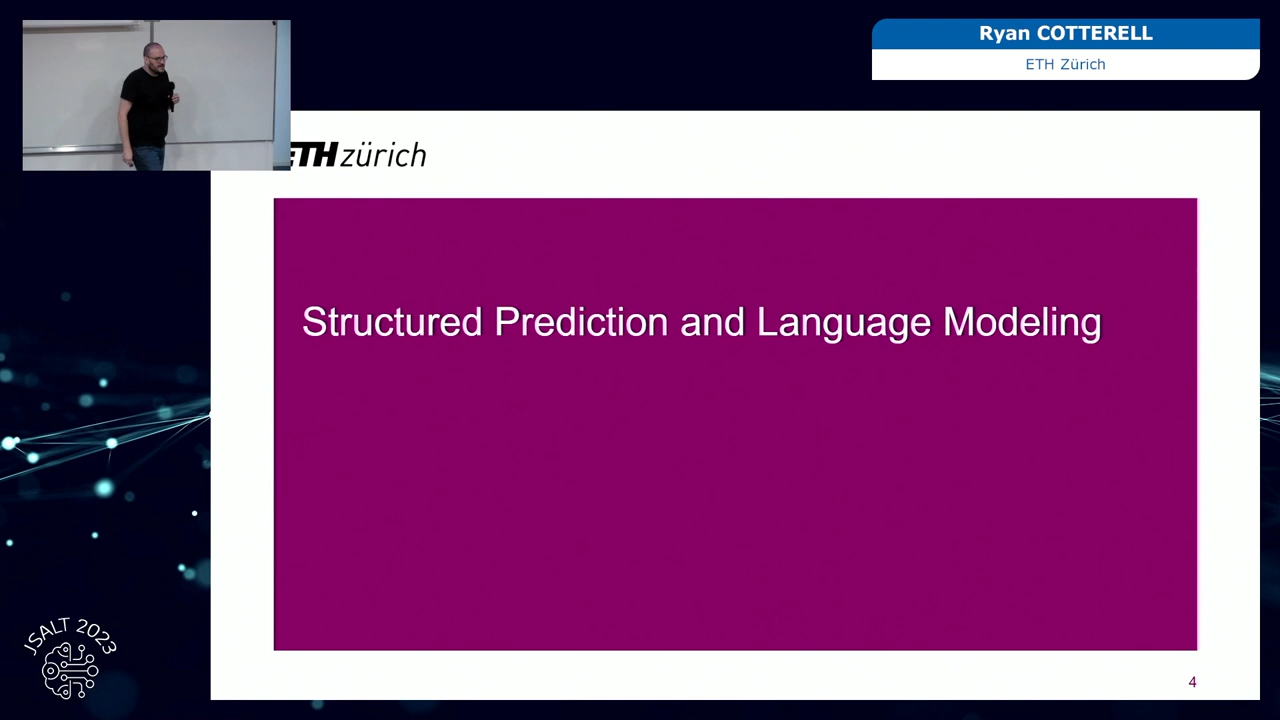 Ryan COTTERELL
ETH Zürich
ETH zürich
Structured Prediction and Language Modeling
4
JSALT 2023